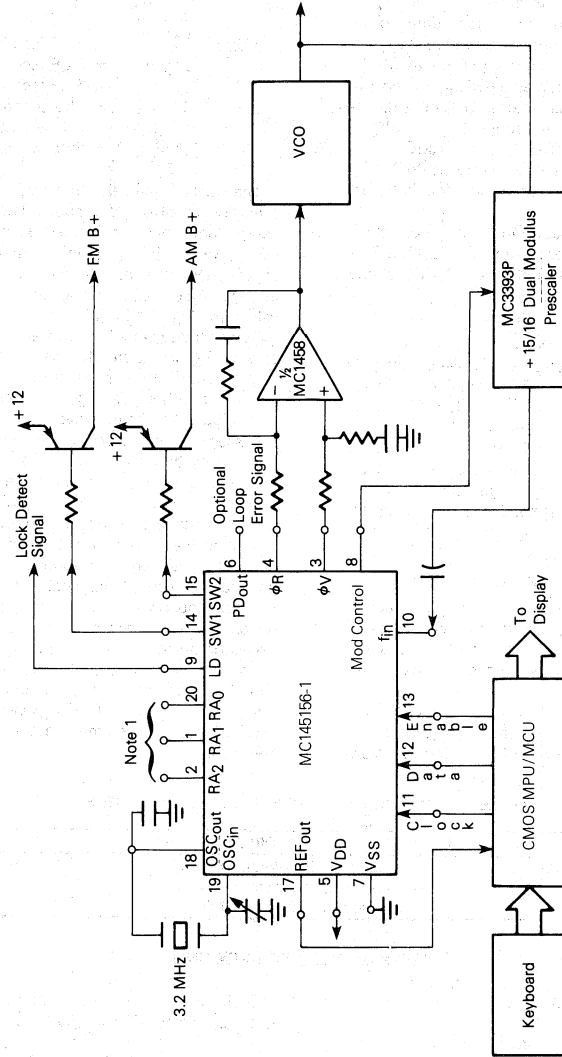 +12
FM B+
+12
AM B+
Lock Detect
Signal
Optional
Loop
Error Signal
Note 1
3.2 MHz
18
19
2
1
20
9
14
15
OSCout
OSCin
RA2
RA1
RA0
LD
SW1
SW2
6
PDout
4
φR
3
φV
8
Mod Control
10
fin
17
REFout
5
VDD
7
VSS
MC145156-1
11
12
13
Clock
Data
Enable
−
+
½
MC1458
VCO
MC3393P
+15/16 Dual Modulus
Prescaler
Keyboard
CMOS MPU/MCU
To
Display